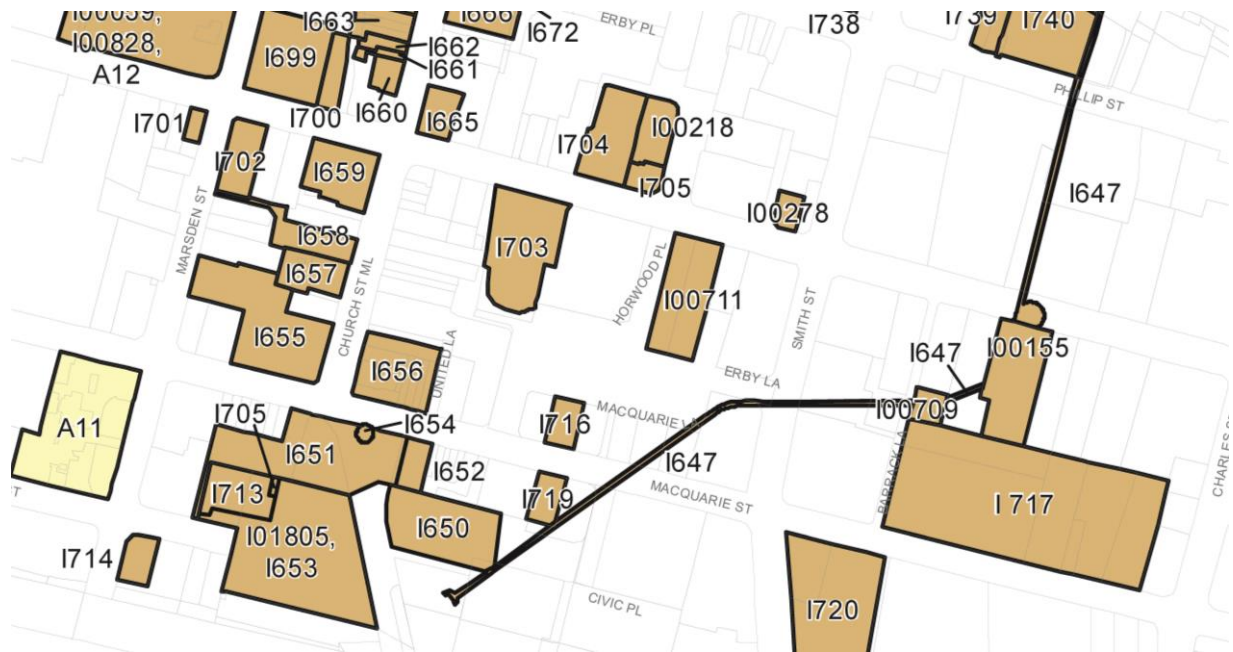 I00659,
I00828,
A12
I663
I699
I662
I661
I660
I700
I666
I672
ERBY PL
I738
I739
I740
PHILLIP ST
I701
I702
I659
I665
I704
I00218
I705
I00278
I647
MARSDEN ST
I658
I657
I655
CHURCH ST ML
I703
HORWOOD PL
I00711
SMITH ST
I656
UNITED LA
ERBY LA
I647
I00155
I00709
A11
I705
I654
I651
I652
I716
MACQUARIE LA
I647
MACQUARIE ST
BARRACK LA
I 717
I713
I01805,
I653
I650
I719
I714
CIVIC PL
I720